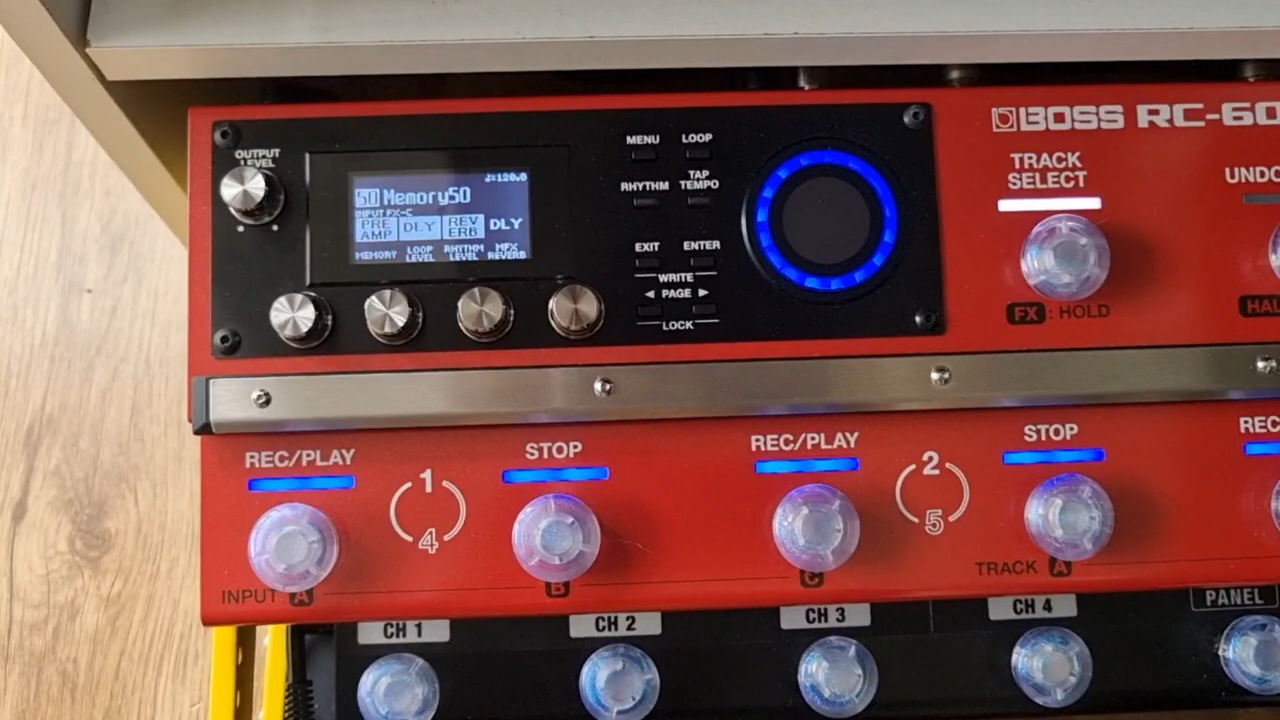 BOSS RC-60
OUTPUT
LEVEL
♩=120.0
50 Memory50
INPUT FX-C
PRE AMP DLY REV ERB DLY
MEMORY LOOP LEVEL RHYTHM LEVEL MFX REVERB
MENU LOOP
RHYTHM TAP TEMPO
EXIT ENTER
WRITE
◀ PAGE ▶
LOCK
TRACK
SELECT
FX : HOLD
UNDO
HAL
REC/PLAY 1 4 STOP
REC/PLAY 2 5 STOP
REC
INPUT A B C
TRACK A
CH 1 CH 2 CH 3 CH 4 PANEL